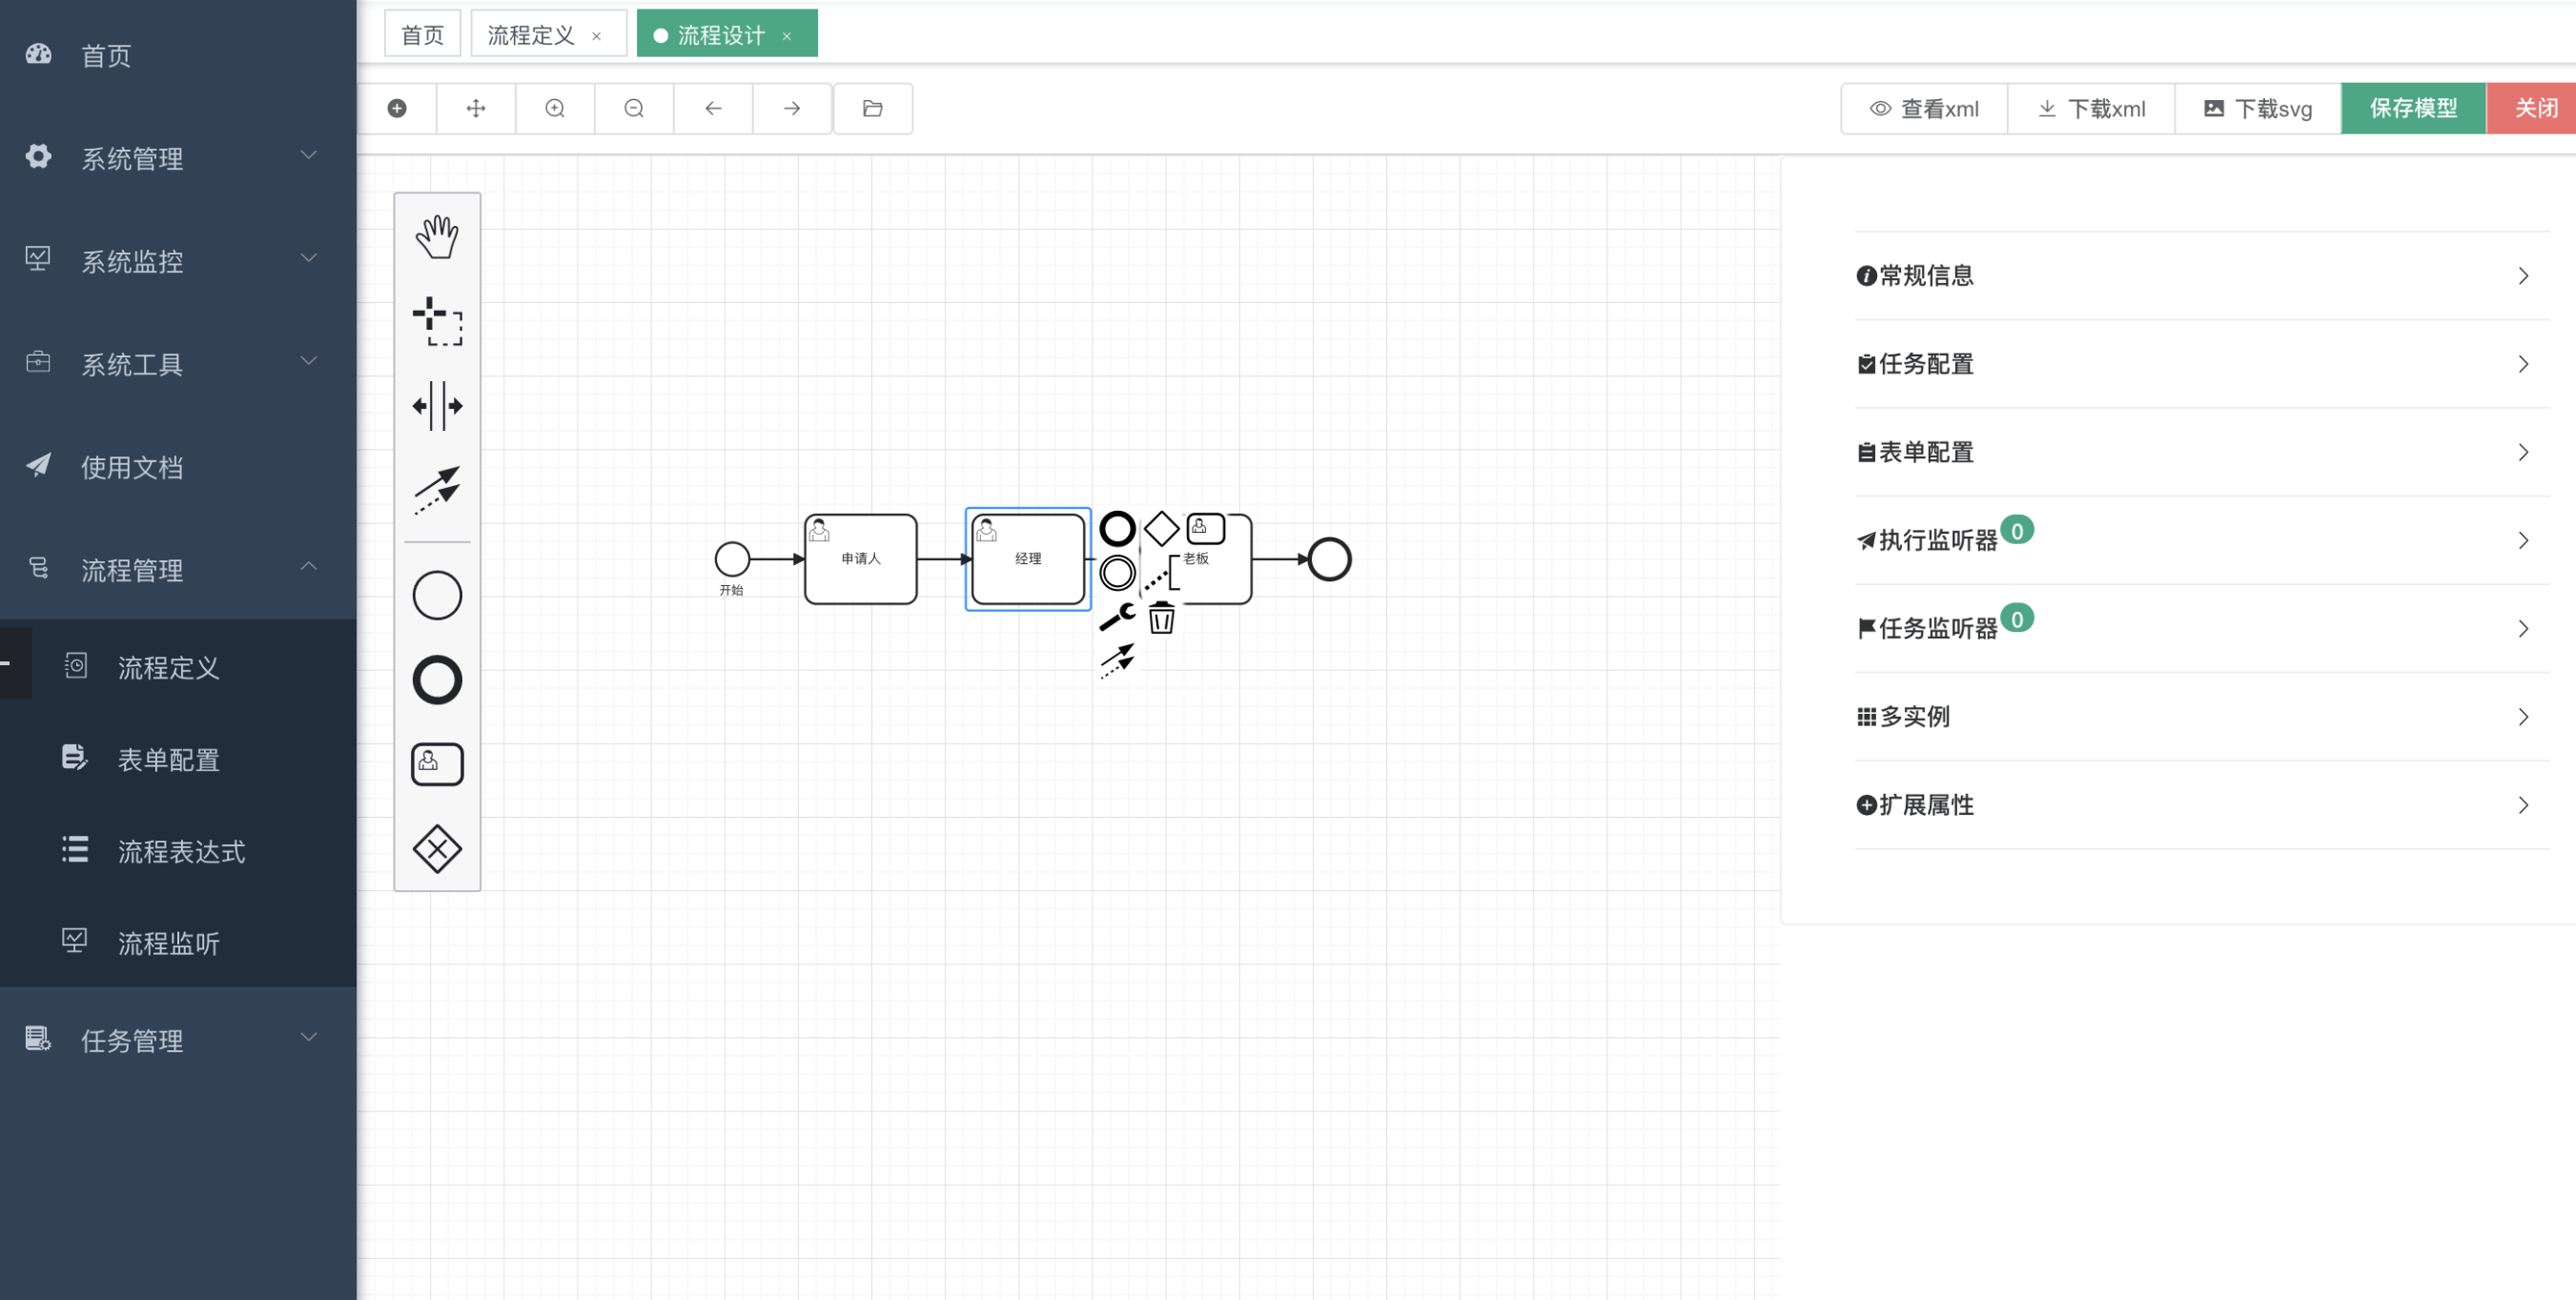 首页
系统管理
系统监控
系统工具
使用文档
流程管理
流程定义
表单配置
流程表达式
流程监听
任务管理
首页 流程定义 × 流程设计 ×
查看xml 下载xml 下载svg 保存模型 关闭
开始
申请人
经理
老板
常规信息
任务配置
表单配置
执行监听器 0
任务监听器 0
多实例
扩展属性